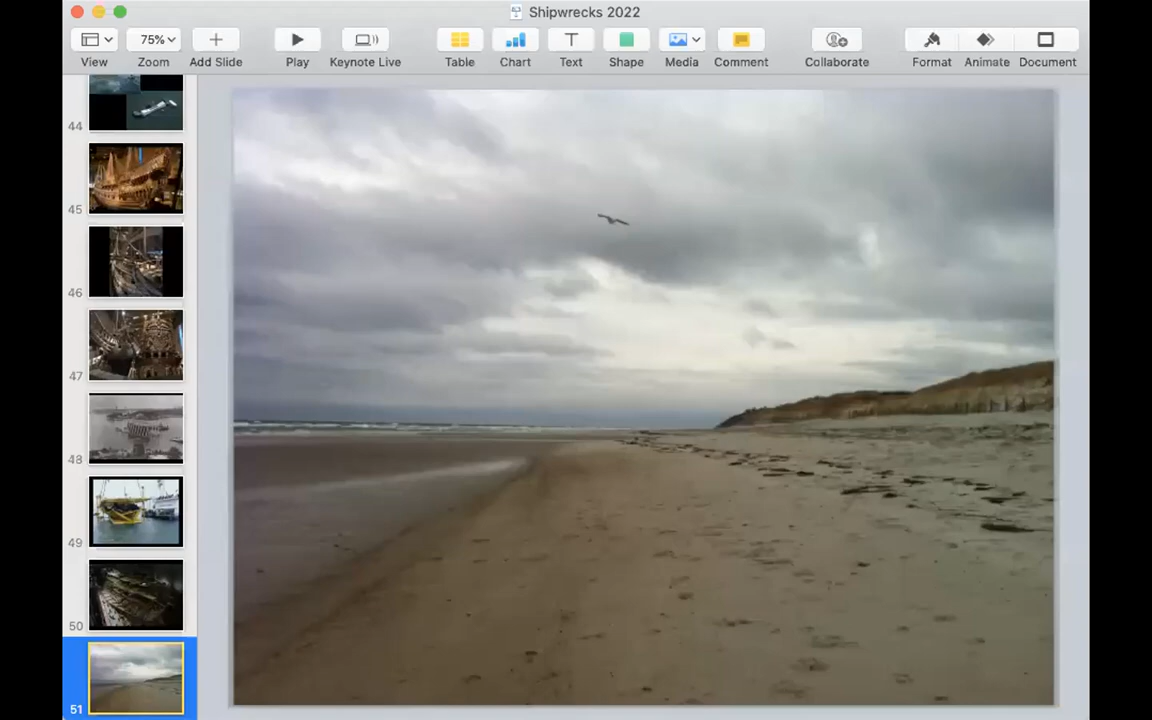 Shipwrecks 2022
75%
View
Zoom
Add Slide
Play
Keynote Live
Table
Chart
Text
Shape
Media
Comment
Collaborate
Format
Animate
Document
44
45
46
47
48
49
50
51